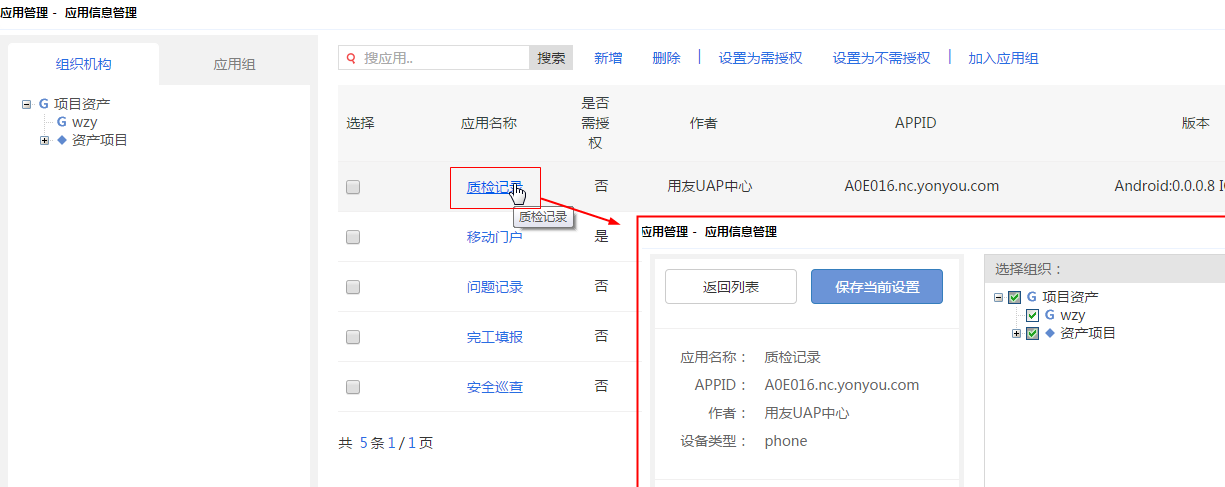 应用管理 - 应用信息管理
组织机构 应用组
G 项目资产
G wzy
资产项目
搜应用.. 搜索 新增 删除 | 设置为需授权 设置为不需授权 | 加入应用组
选择 应用名称 是否需授权 作者 APPID 版本
质检记录 否 用友UAP中心 A0E016.nc.yonyou.com Android:0.0.0.8
质检记录
移动门户 是
问题记录 否
完工填报 否
安全巡查 否
共 5 条 1 / 1 页
应用管理 - 应用信息管理
返回列表 保存当前设置
应用名称： 质检记录
APPID： A0E016.nc.yonyou.com
作者： 用友UAP中心
设备类型： phone
选择组织：
G 项目资产
G wzy
资产项目